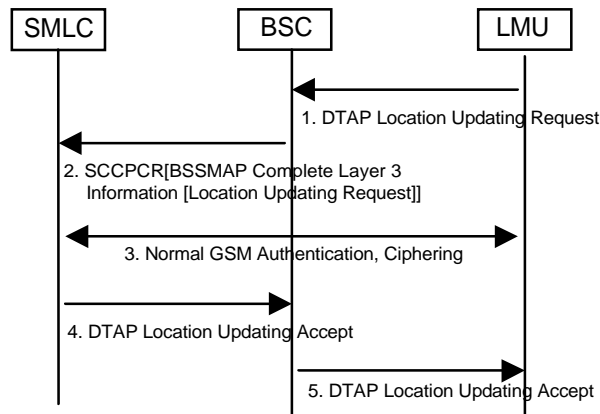 SMLC
BSC
LMU
1. DTAP Location Updating Request
2. SCCPCR[BSSMAP Complete Layer 3
Information [Location Updating Request]]
3. Normal GSM Authentication, Ciphering
4. DTAP Location Updating Accept
5. DTAP Location Updating Accept